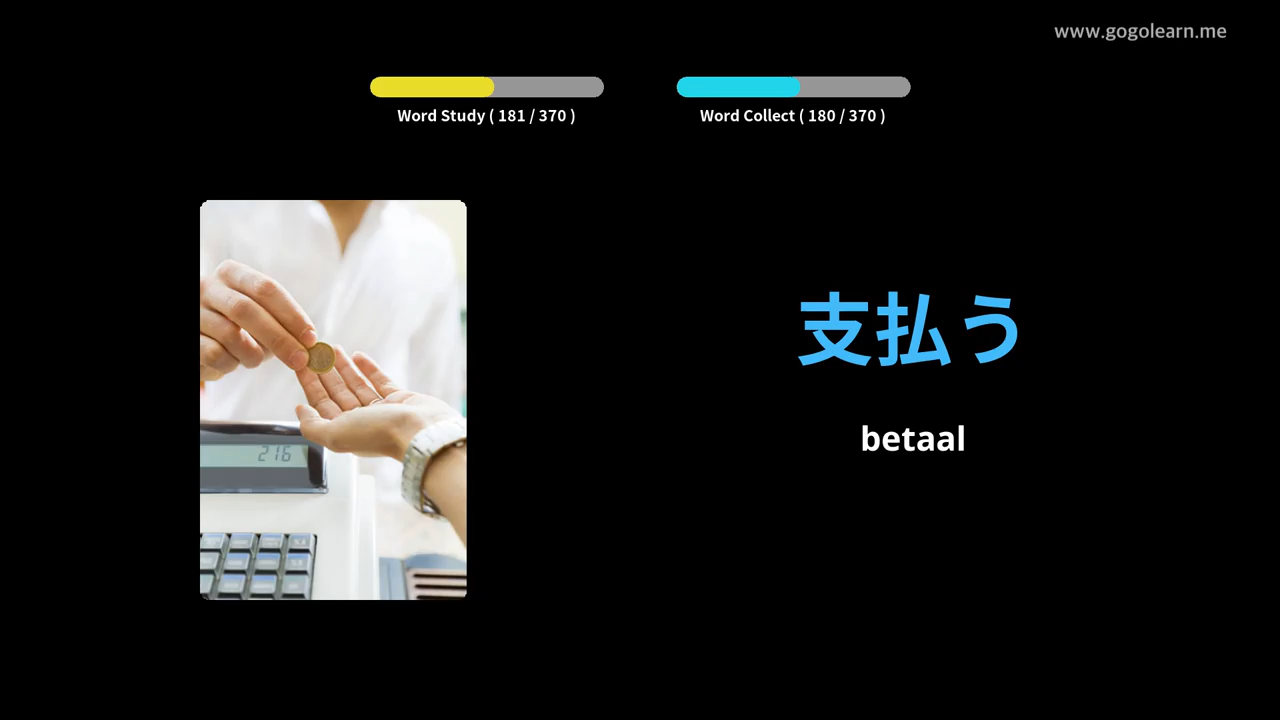 www.gogolearn.me
Word Study ( 181 / 370 )
Word Collect ( 180 / 370 )
216
支払う
betaal